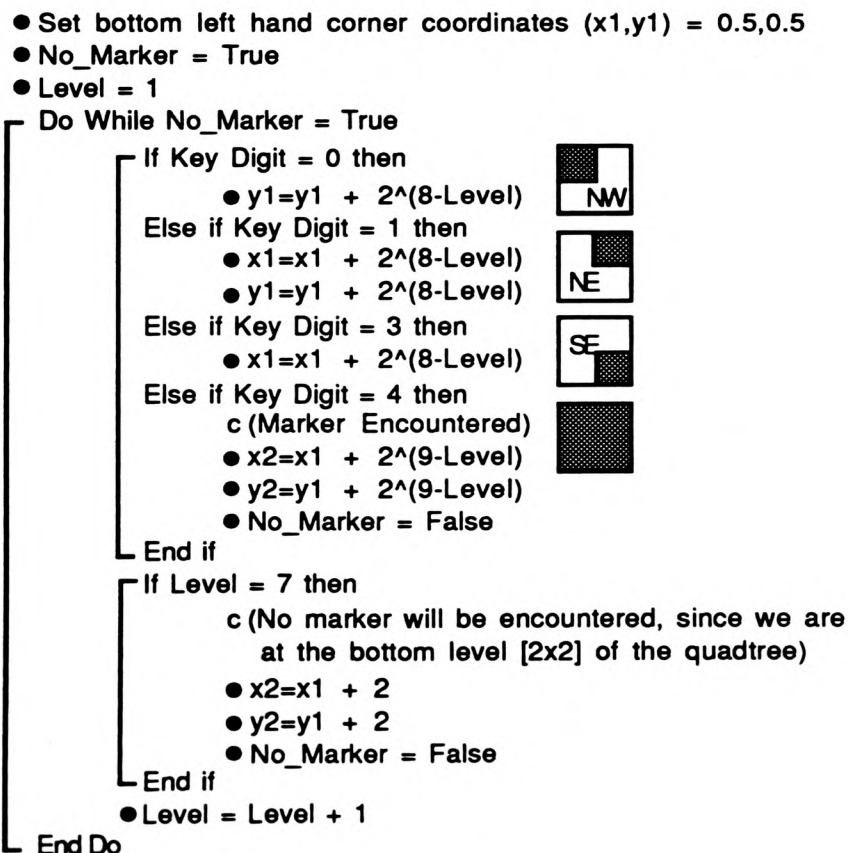 ● Set bottom left hand corner coordinates (x1,y1) = 0.5,0.5
● No_Marker = True
● Level = 1
Do While No_Marker = True
If Key Digit = 0 then
● y1=y1 + 2^(8-Level)
NW
Else if Key Digit = 1 then
● x1=x1 + 2^(8-Level)
● y1=y1 + 2^(8-Level)
NE
Else if Key Digit = 3 then
● x1=x1 + 2^(8-Level)
SE
Else if Key Digit = 4 then
c (Marker Encountered)
● x2=x1 + 2^(9-Level)
● y2=y1 + 2^(9-Level)
● No_Marker = False
End if
If Level = 7 then
c (No marker will be encountered, since we are
at the bottom level [2x2] of the quadtree)
● x2=x1 + 2
● y2=y1 + 2
● No_Marker = False
End if
● Level = Level + 1
End Do